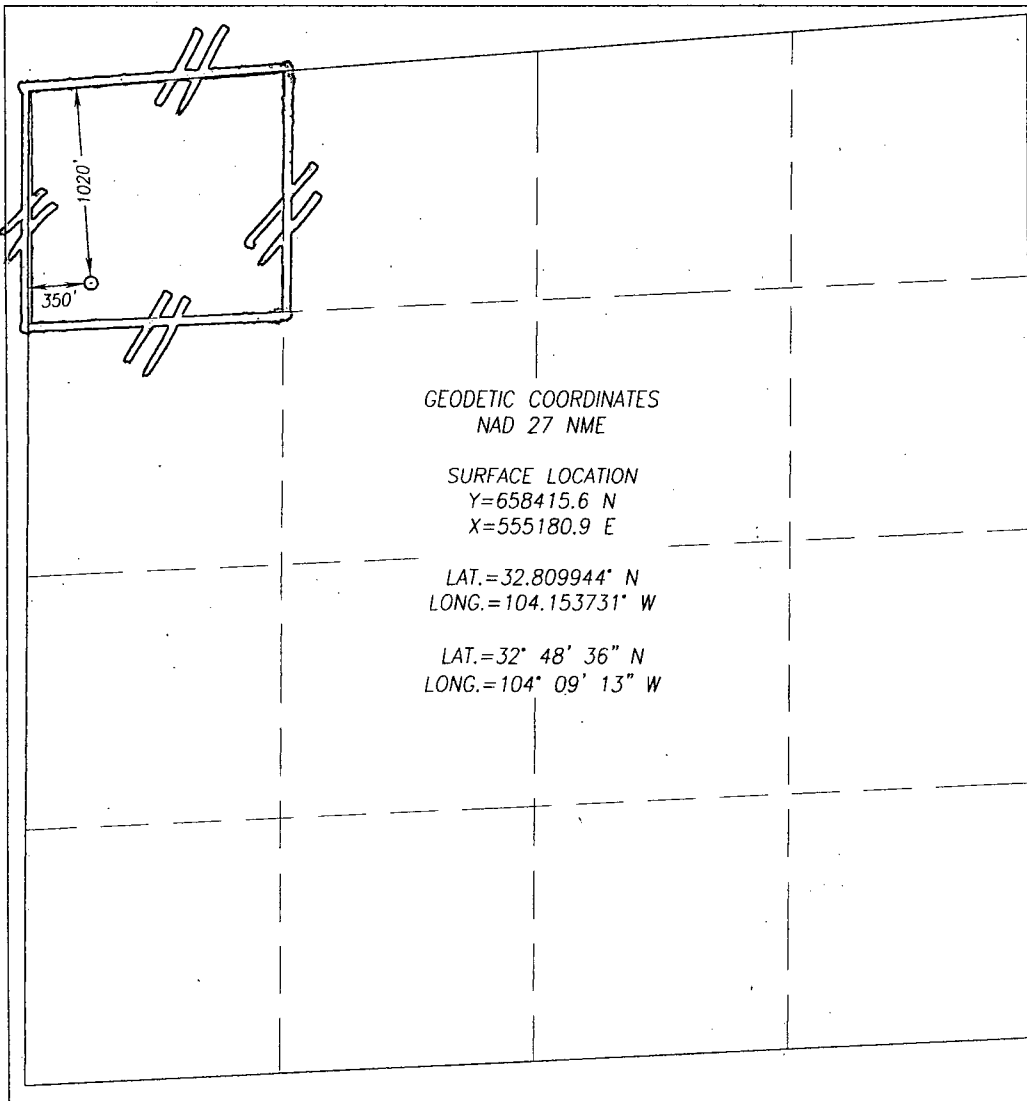 1020'
350'
GEODETIC COORDINATES
NAD 27 NME
SURFACE LOCATION
Y=658415.6 N
X=555180.9 E
LAT.=32.809944° N
LONG.=104.153731° W
LAT.=32° 48' 36" N
LONG.=104° 09' 13" W